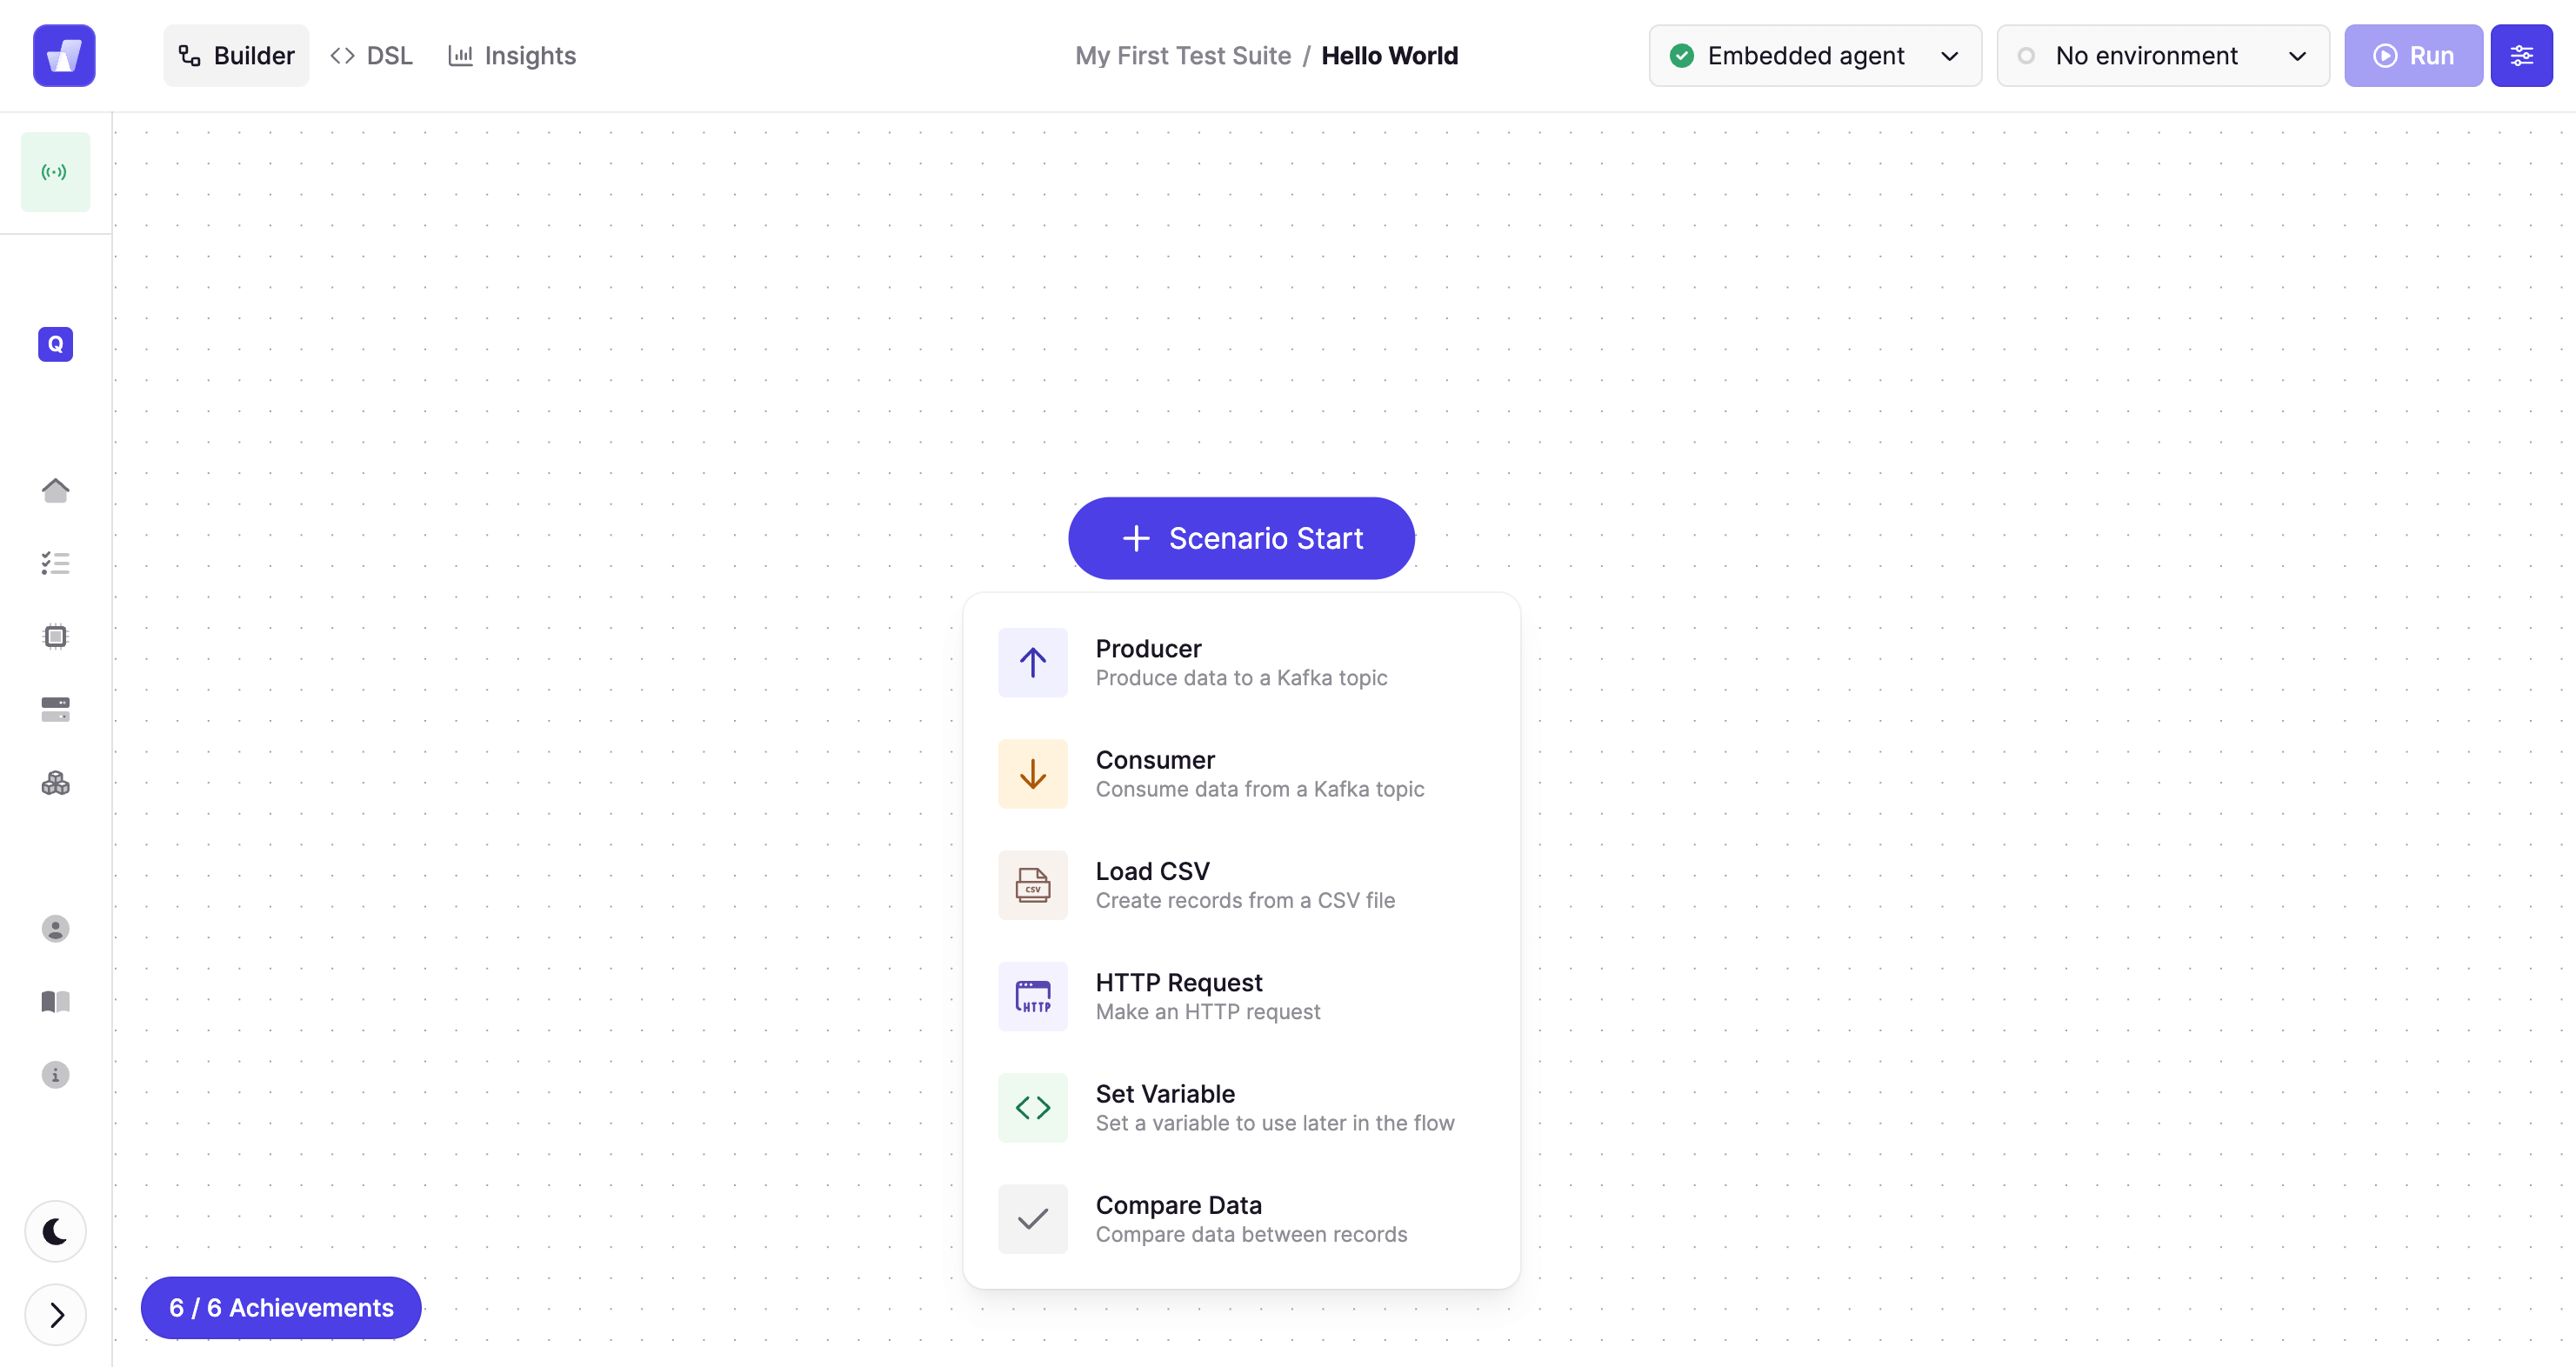 Builder
DSL
Insights
My First Test Suite / Hello World
Embedded agent
No environment
Run
Q
Scenario Start
Producer
Produce data to a Kafka topic
Consumer
Consume data from a Kafka topic
CSV
Load CSV
Create records from a CSV file
HTTP
HTTP Request
Make an HTTP request
Set Variable
Set a variable to use later in the flow
Compare Data
Compare data between records
6 / 6 Achievements